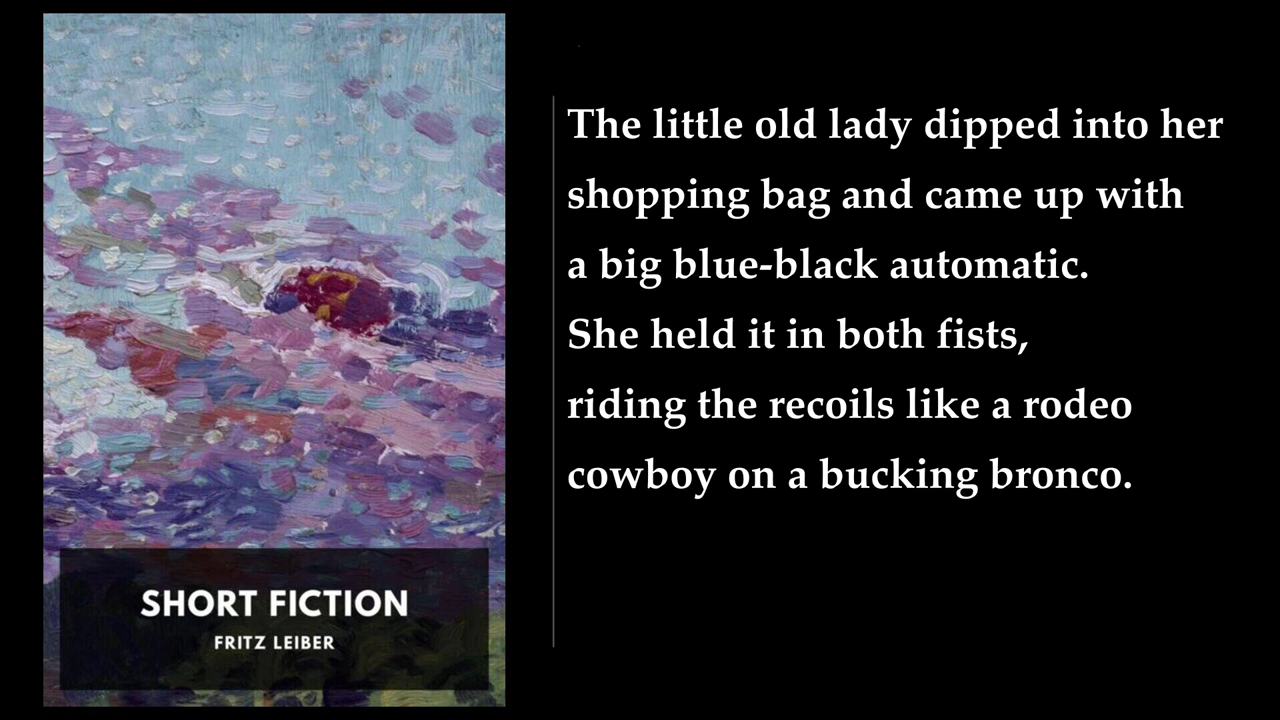 SHORT FICTION
FRITZ LEIBER
The little old lady dipped into her
shopping bag and came up with
a big blue-black automatic.
She held it in both fists,
riding the recoils like a rodeo
cowboy on a bucking bronco.